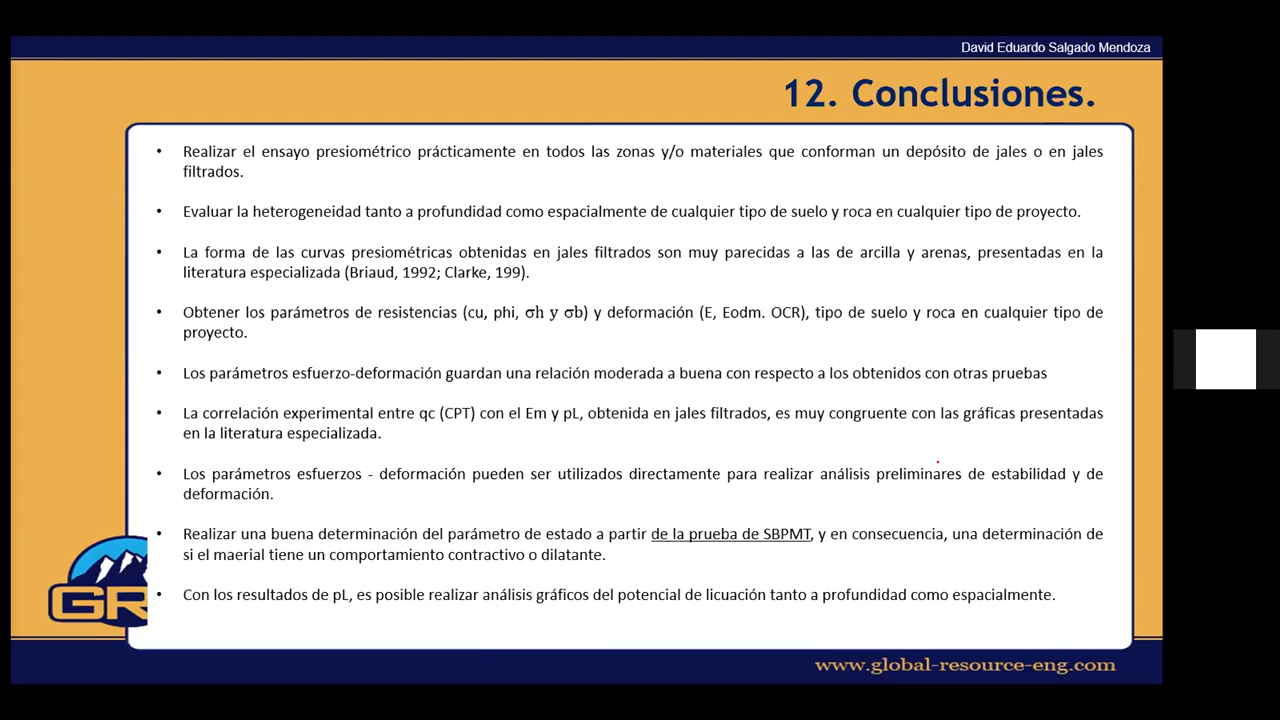 David Eduardo Salgado Mendoza
12. Conclusiones.
• Realizar el ensayo presiométrico prácticamente en todos las zonas y/o materiales que conforman un depósito de jales o en jales
filtrados.
• Evaluar la heterogeneidad tanto a profundidad como espacialmente de cualquier tipo de suelo y roca en cualquier tipo de proyecto.
• La forma de las curvas presiométricas obtenidas en jales filtrados son muy parecidas a las de arcilla y arenas, presentadas en la
literatura especializada (Briaud, 1992; Clarke, 199).
• Obtener los parámetros de resistencias (cu, phi, σh y σb) y deformación (E, Eodm. OCR), tipo de suelo y roca en cualquier tipo de
proyecto.
• Los parámetros esfuerzo-deformación guardan una relación moderada a buena con respecto a los obtenidos con otras pruebas
• La correlación experimental entre qc (CPT) con el Em y pL, obtenida en jales filtrados, es muy congruente con las gráficas presentadas
en la literatura especializada.
• Los parámetros esfuerzos - deformación pueden ser utilizados directamente para realizar análisis preliminares de estabilidad y de
deformación.
• Realizar una buena determinación del parámetro de estado a partir de la prueba de SBPMT, y en consecuencia, una determinación de
si el maerial tiene un comportamiento contractivo o dilatante.
• Con los resultados de pL, es posible realizar análisis gráficos del potencial de licuación tanto a profundidad como espacialmente.
GR
www.global-resource-eng.com